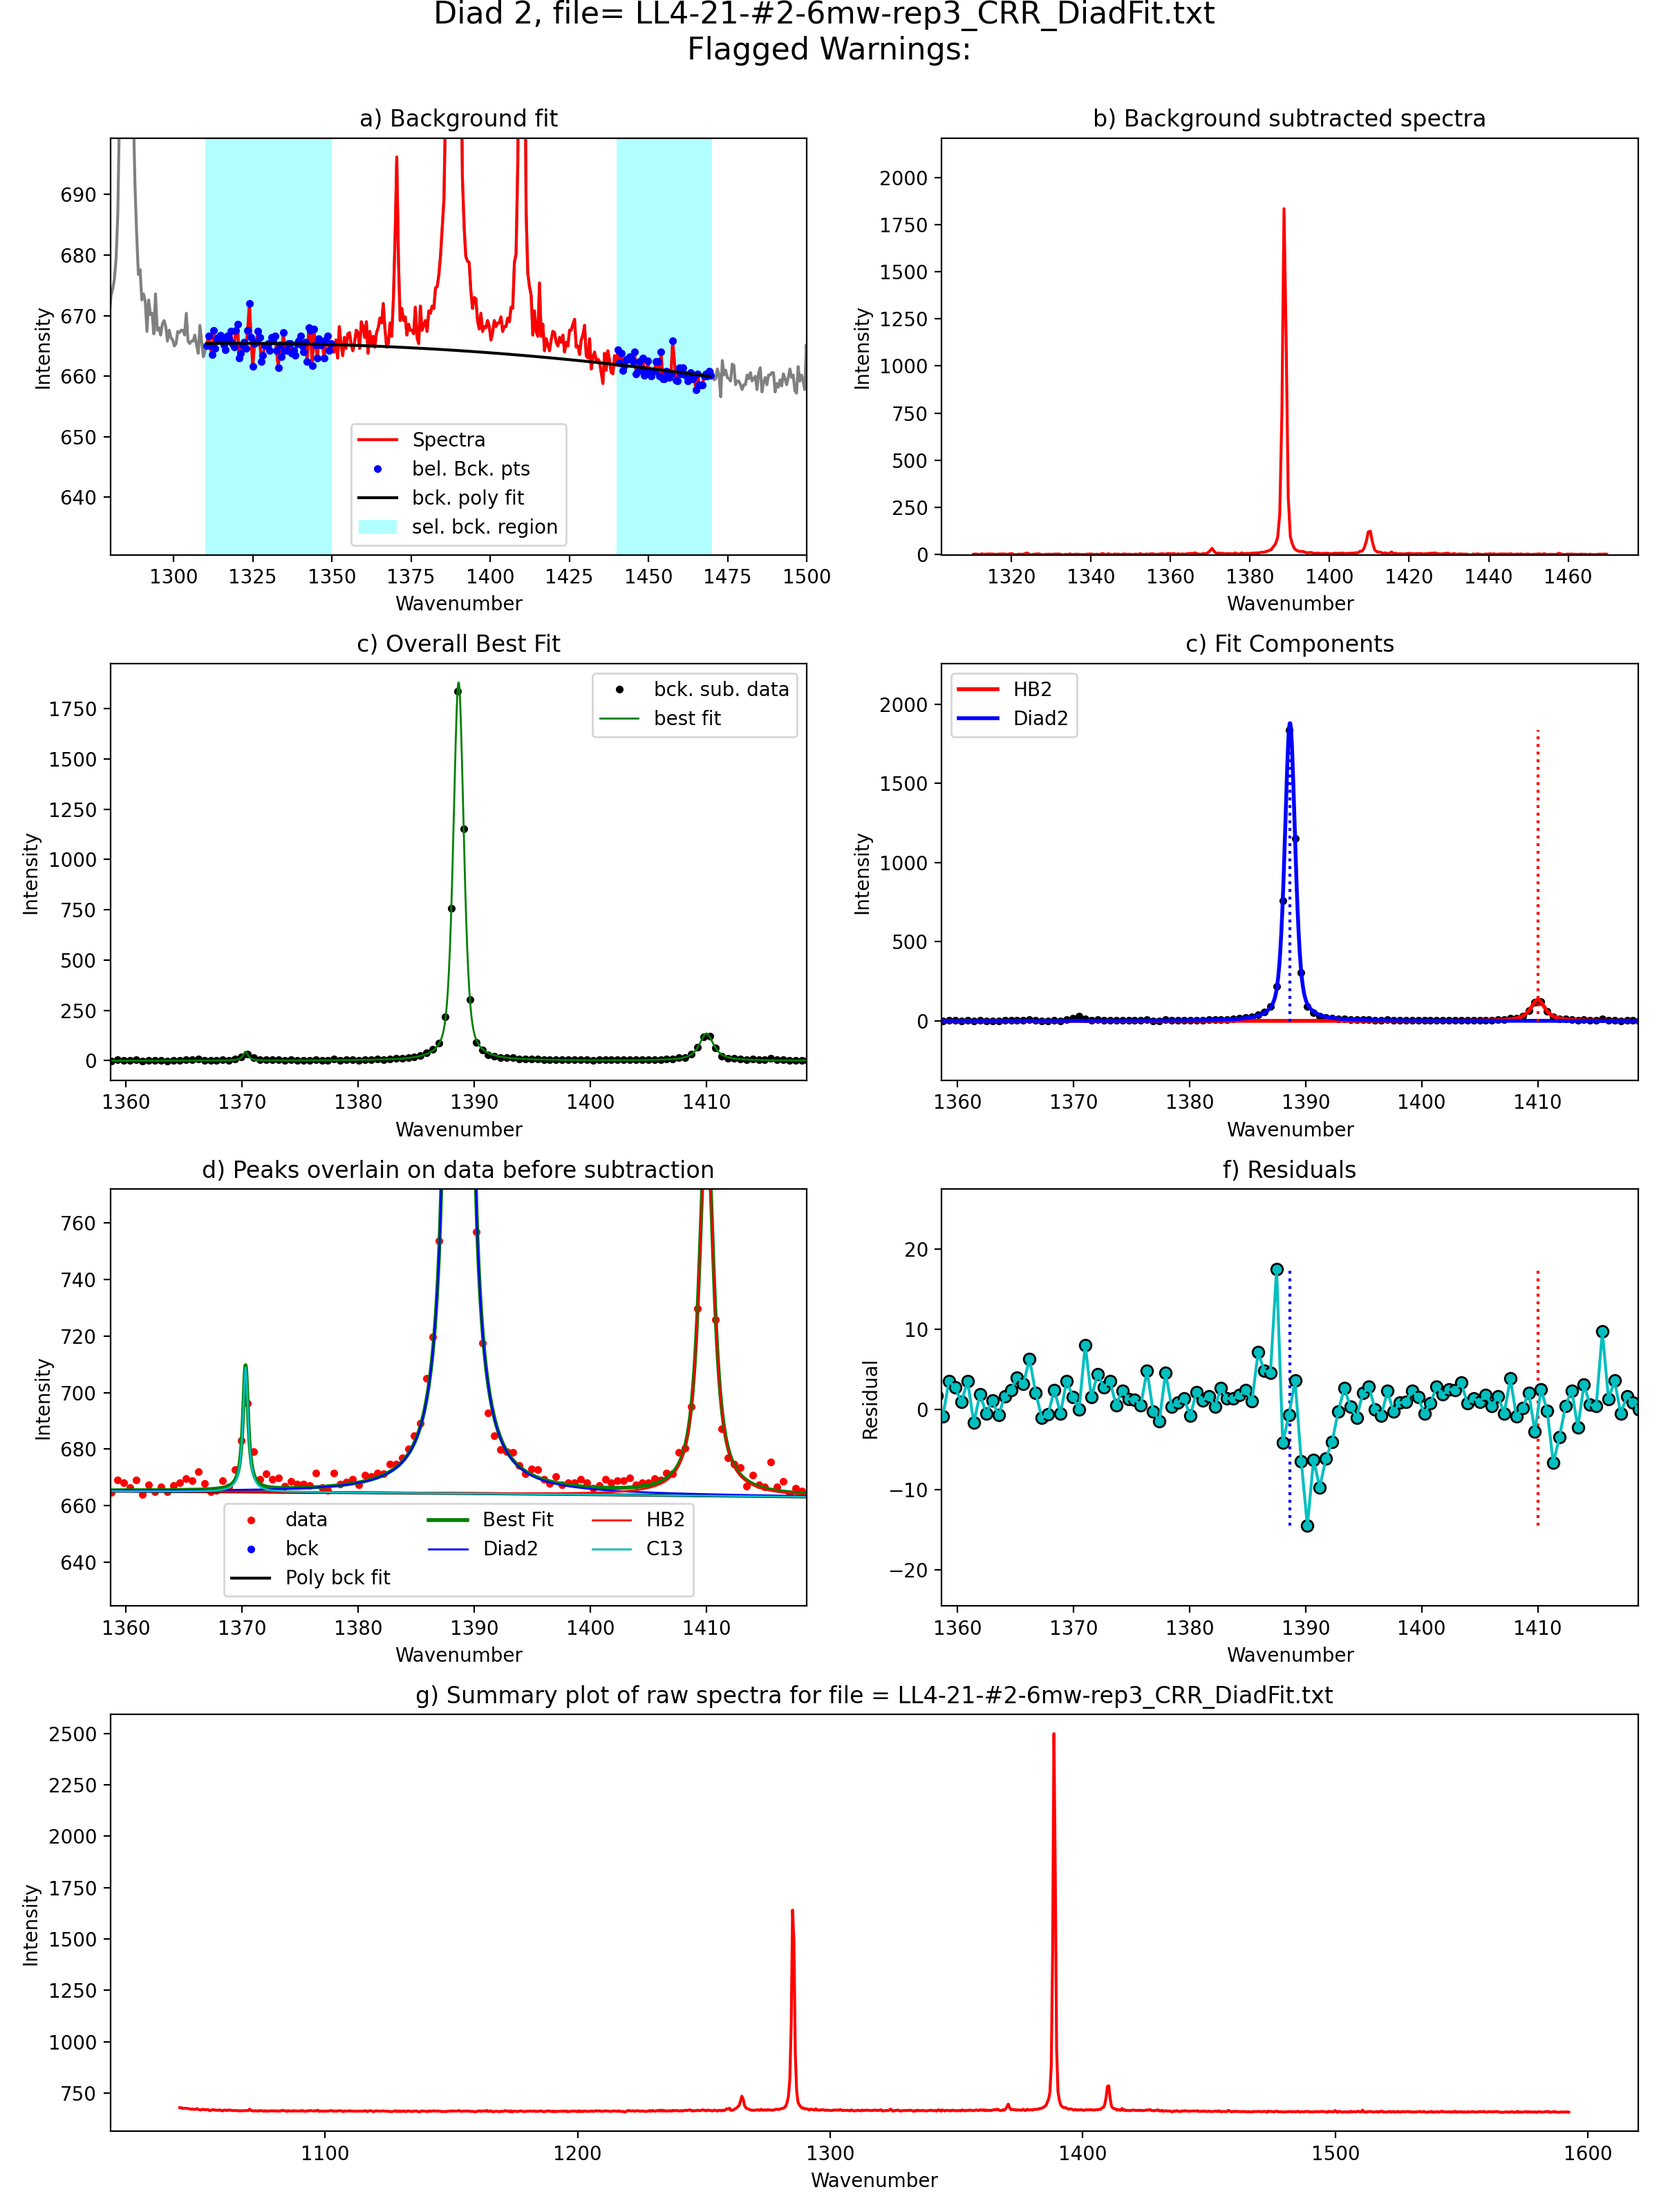 Diad 2, file= LL4-21-#2-6mw-rep3_CRR_DiadFit.txt
Flagged Warnings:
a) Background fit
690
680
670
660
650
640
Intensity
Spectra
bel. Bck. pts
bck. poly fit
sel. bck. region
1300 1325 1350 1375 1400 1425 1450 1475 1500
Wavenumber
b) Background subtracted spectra
2000
1750
1500
1250
1000
750
500
250
0
Intensity
1320 1340 1360 1380 1400 1420 1440 1460
Wavenumber
c) Overall Best Fit
1750
1500
1250
1000
750
500
250
0
Intensity
bck. sub. data
best fit
1360 1370 1380 1390 1400 1410
Wavenumber
c) Fit Components
2000
1500
1000
500
0
Intensity
HB2
Diad2
1360 1370 1380 1390 1400 1410
Wavenumber
d) Peaks overlain on data before subtraction
760
740
720
700
680
660
640
Intensity
data Best Fit HB2
bck Diad2 C13
Poly bck fit
1360 1370 1380 1390 1400 1410
Wavenumber
f) Residuals
20
10
0
−10
−20
Residual
1360 1370 1380 1390 1400 1410
Wavenumber
g) Summary plot of raw spectra for file = LL4-21-#2-6mw-rep3_CRR_DiadFit.txt
2500
2250
2000
1750
1500
1250
1000
750
Intensity
1100 1200 1300 1400 1500 1600
Wavenumber